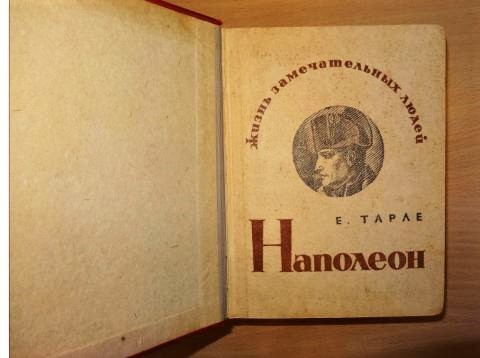 жизнь замечательных людей
Е. ТАРЛЕ
Наполеон